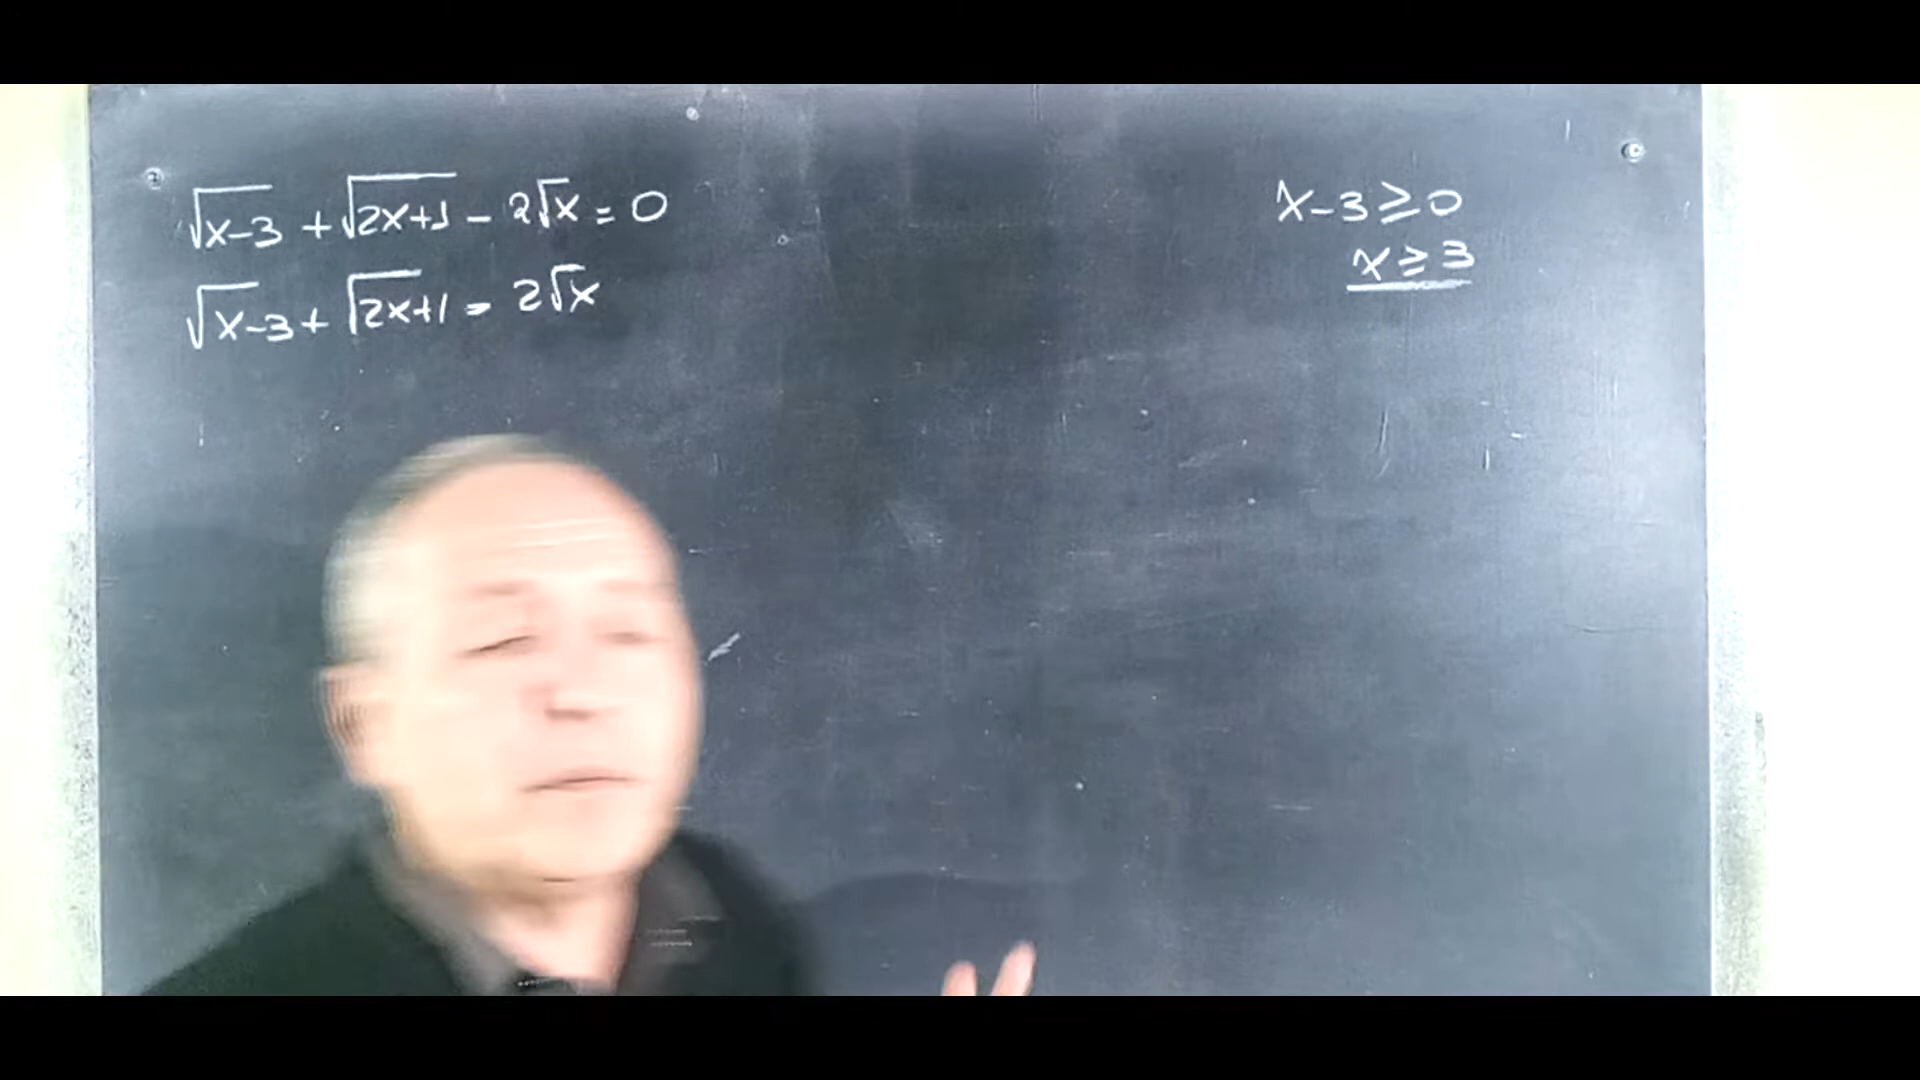 √x-3 + √2x+1 - 2√x = 0
√x-3 + √2x+1 = 2√x
x-3 ≥ 0
x ≥ 3